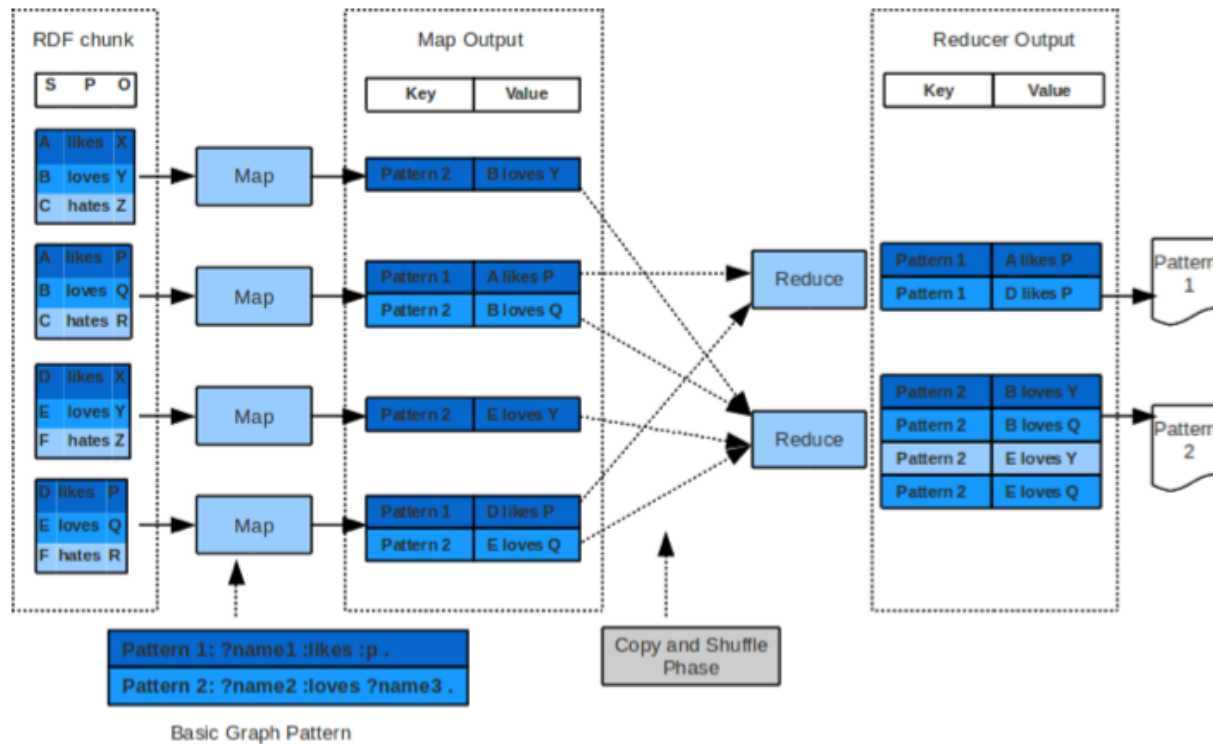 RDF chunk
S P O
A likes X
B loves Y
C hates Z
A likes P
B loves Q
C hates R
D likes X
E loves Y
F hates Z
D likes P
E loves Q
F hates R
Map
Map
Map
Map
Map Output
Key Value
Pattern 2 B loves Y
Pattern 1 A likes P
Pattern 2 B loves Q
Pattern 2 E loves Y
Pattern 1 D likes P
Pattern 2 E loves Q
Reduce
Reduce
Reducer Output
Key Value
Pattern 1 A likes P
Pattern 1 D likes P
Pattern 2 B loves Y
Pattern 2 B loves Q
Pattern 2 E loves Y
Pattern 2 E loves Q
Pattern
1
Pattern
2
Pattern 1: ?name1 :likes :p .
Pattern 2: ?name2 :loves ?name3 .
Basic Graph Pattern
Copy and Shuffle
Phase